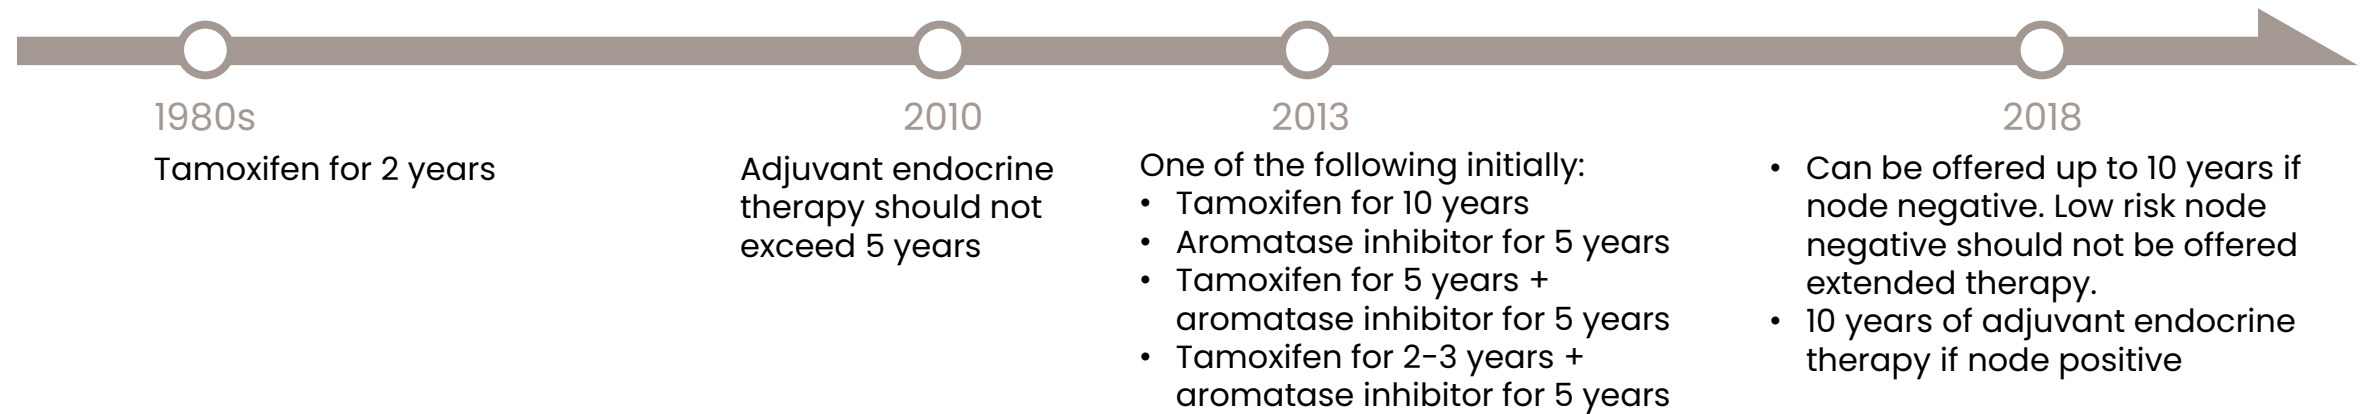 1980s
Tamoxifen for 2 years
2010
Adjuvant endocrine
therapy should not
exceed 5 years
2013
One of the following initially:
• Tamoxifen for 10 years
• Aromatase inhibitor for 5 years
• Tamoxifen for 5 years +
aromatase inhibitor for 5 years
• Tamoxifen for 2-3 years +
aromatase inhibitor for 5 years
2018
• Can be offered up to 10 years if
node negative. Low risk node
negative should not be offered
extended therapy.
• 10 years of adjuvant endocrine
therapy if node positive